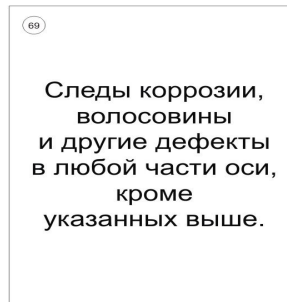 69
Следы коррозии,
волосовины
и другие дефекты
в любой части оси,
кроме
указанных выше.